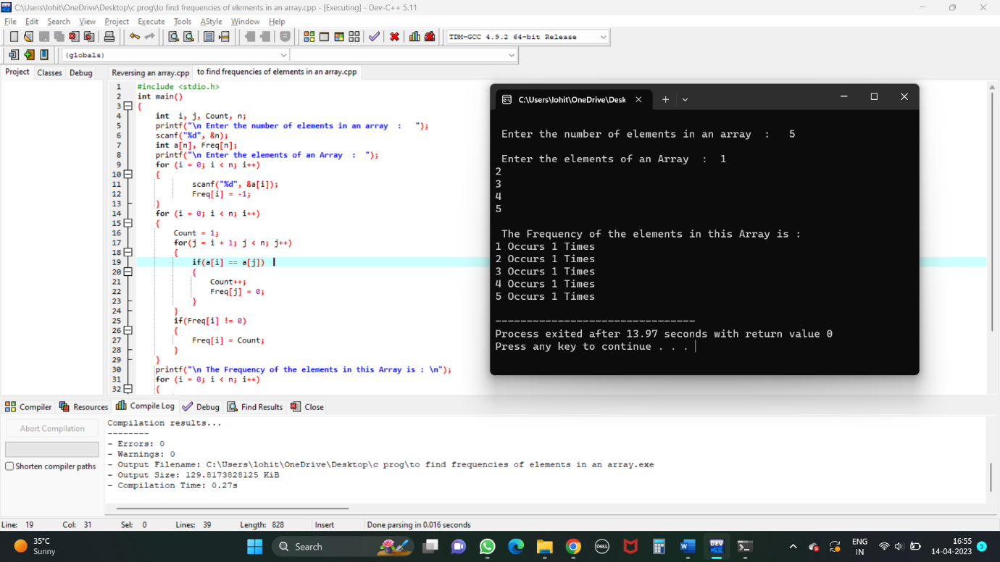 C:\Users\lohit\OneDrive\Desktop\c prog\to find frequencies of elements in an array.cpp - [Executing] - Dev-C++ 5.11
File Edit Search View Project Execute Tools AStyle Window Help
TDM-GCC 4.9.2 64-bit Release
(globals)
Project Classes Debug
Reversing an array.cpp to find frequencies of elements in an array.cpp
1 #include <stdio.h>
2 int main()
3 {
4 int i, j, Count, n;
5 printf("\n Enter the number of elements in an array : ");
6 scanf("%d", &n);
7 int a[n], Freq[n];
8 printf("\n Enter the elements of an Array : ");
9 for (i = 0; i < n; i++)
10 {
11 scanf("%d", &a[i]);
12 Freq[i] = -1;
13 }
14 for (i = 0; i < n; i++)
15 {
16 Count = 1;
17 for(j = i + 1; j < n; j++)
18 {
19 if(a[i] == a[j])
20 {
21 Count++;
22 Freq[j] = 0;
23 }
24 }
25 if(Freq[i] != 0)
26 {
27 Freq[i] = Count;
28 }
29 }
30 printf("\n The Frequency of the elements in this Array is : \n");
31 for (i = 0; i < n; i++)
32 {
C:\Users\lohit\OneDrive\Desk
Enter the number of elements in an array : 5
Enter the elements of an Array : 1
2
3
4
5
The Frequency of the elements in this Array is :
1 Occurs 1 Times
2 Occurs 1 Times
3 Occurs 1 Times
4 Occurs 1 Times
5 Occurs 1 Times
--------------------------------
Process exited after 13.97 seconds with return value 0
Press any key to continue . . .
Compiler Resources Compile Log Debug Find Results Close
Abort Compilation
Shorten compiler paths
Compilation results...
--------
- Errors: 0
- Warnings: 0
- Output Filename: C:\Users\lohit\OneDrive\Desktop\c prog\to find frequencies of elements in an array.exe
- Output Size: 129.8173828125 KiB
- Compilation Time: 0.27s
Line: 19 Col: 31 Sel: 0 Lines: 39 Length: 828 Insert Done parsing in 0.016 seconds
35°C
Sunny
Search
DELL
DEV
ENG
IN
16:55
14-04-2023
5